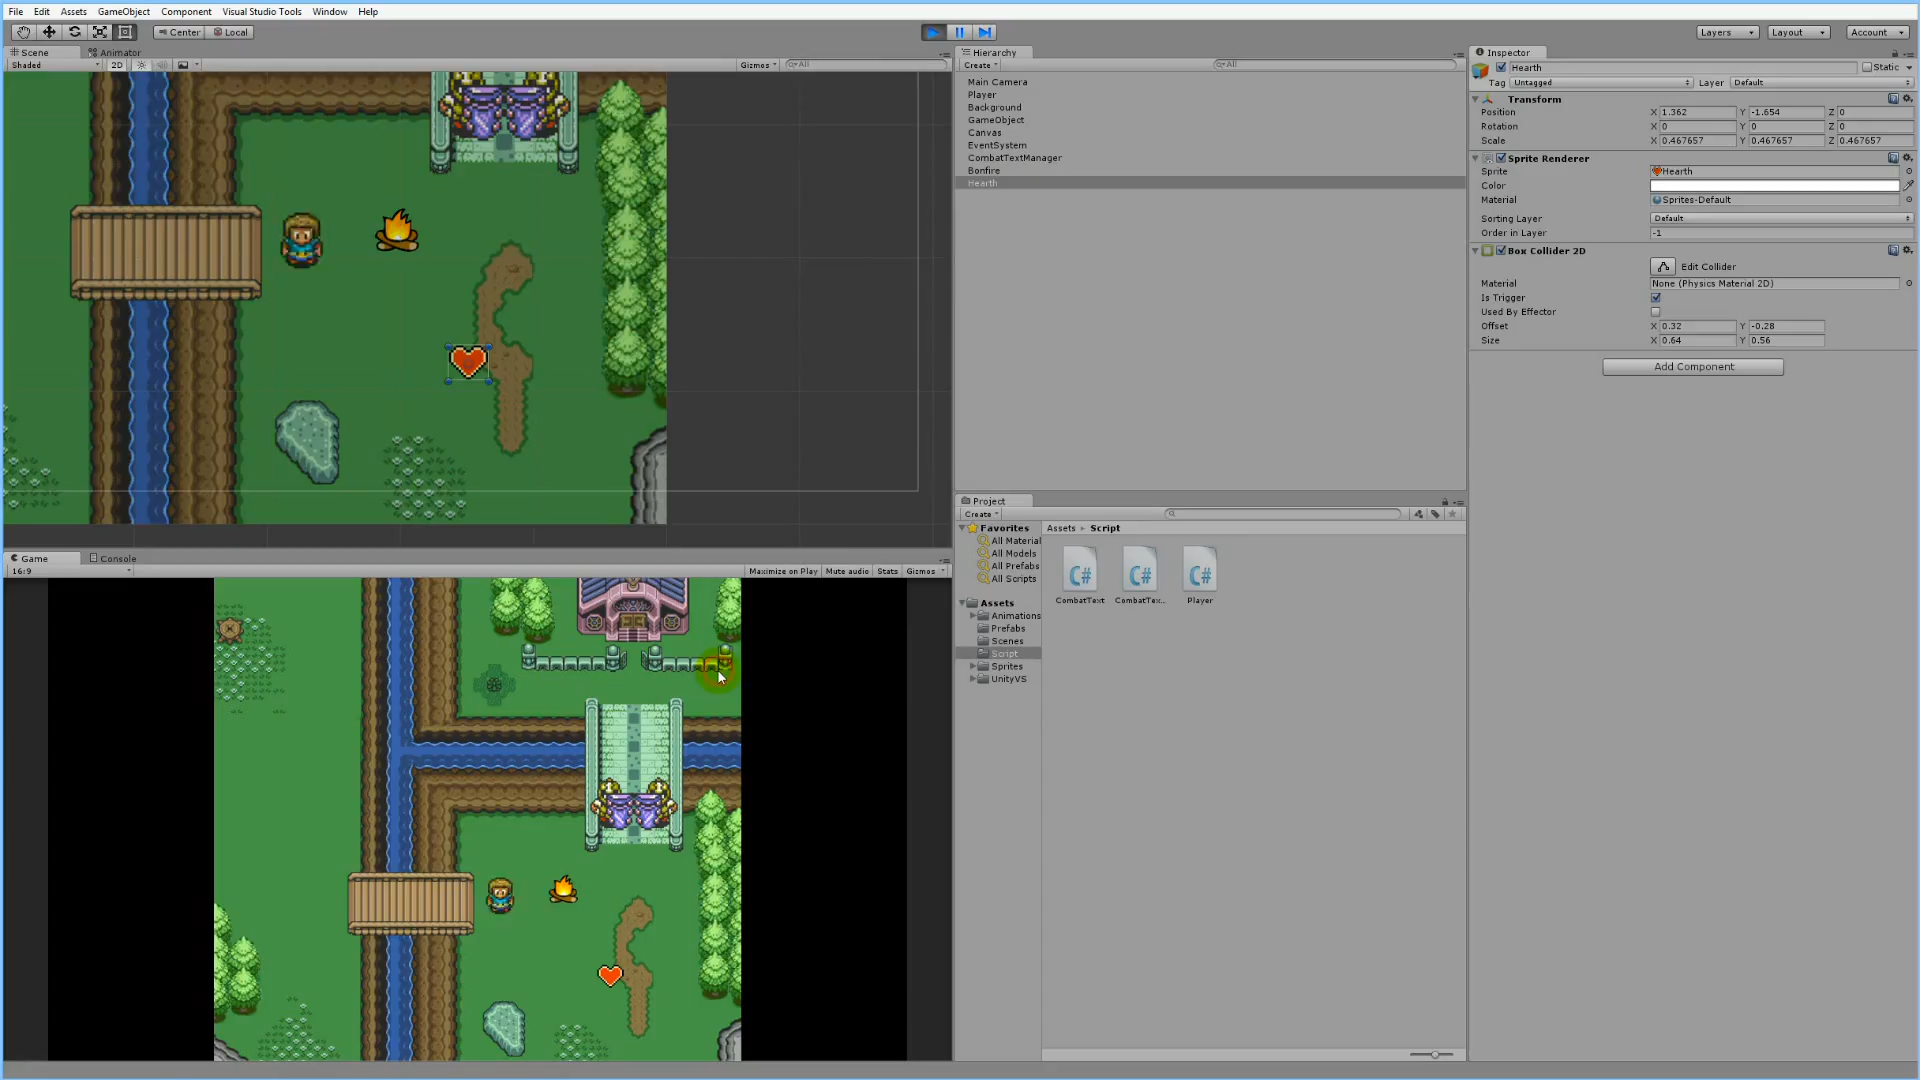 File Edit Assets GameObject Component Visual Studio Tools Window Help
Center Local
Layers Layout Account
Scene Animator
Shaded 2D Gizmos All
Hierarchy
Create All
Main Camera
Player
Background
GameObject
Canvas
EventSystem
CombatTextManager
Bonfire
Hearth
Inspector
Hearth Static
Tag Untagged Layer Default
Transform
Position X 1.362 Y -1.654 Z 0
Rotation X 0 Y 0 Z 0
Scale X 0.467657 Y 0.467657 Z 0.467657
Sprite Renderer
Sprite Hearth
Color
Material Sprites-Default
Sorting Layer Default
Order in Layer -1
Box Collider 2D
Edit Collider
Material None (Physics Material 2D)
Is Trigger
Used By Effector
Offset X 0.32 Y -0.28
Size X 0.64 Y 0.56
Add Component
Project
Create
Favorites
All Material
All Models
All Prefabs
All Scripts
Assets
Animations
Prefabs
Scenes
Script
Sprites
UnityVS
Assets Script
C# C# C#
CombatText CombatTex... Player
Game Console
16:9 Maximize on Play Mute audio Stats Gizmos